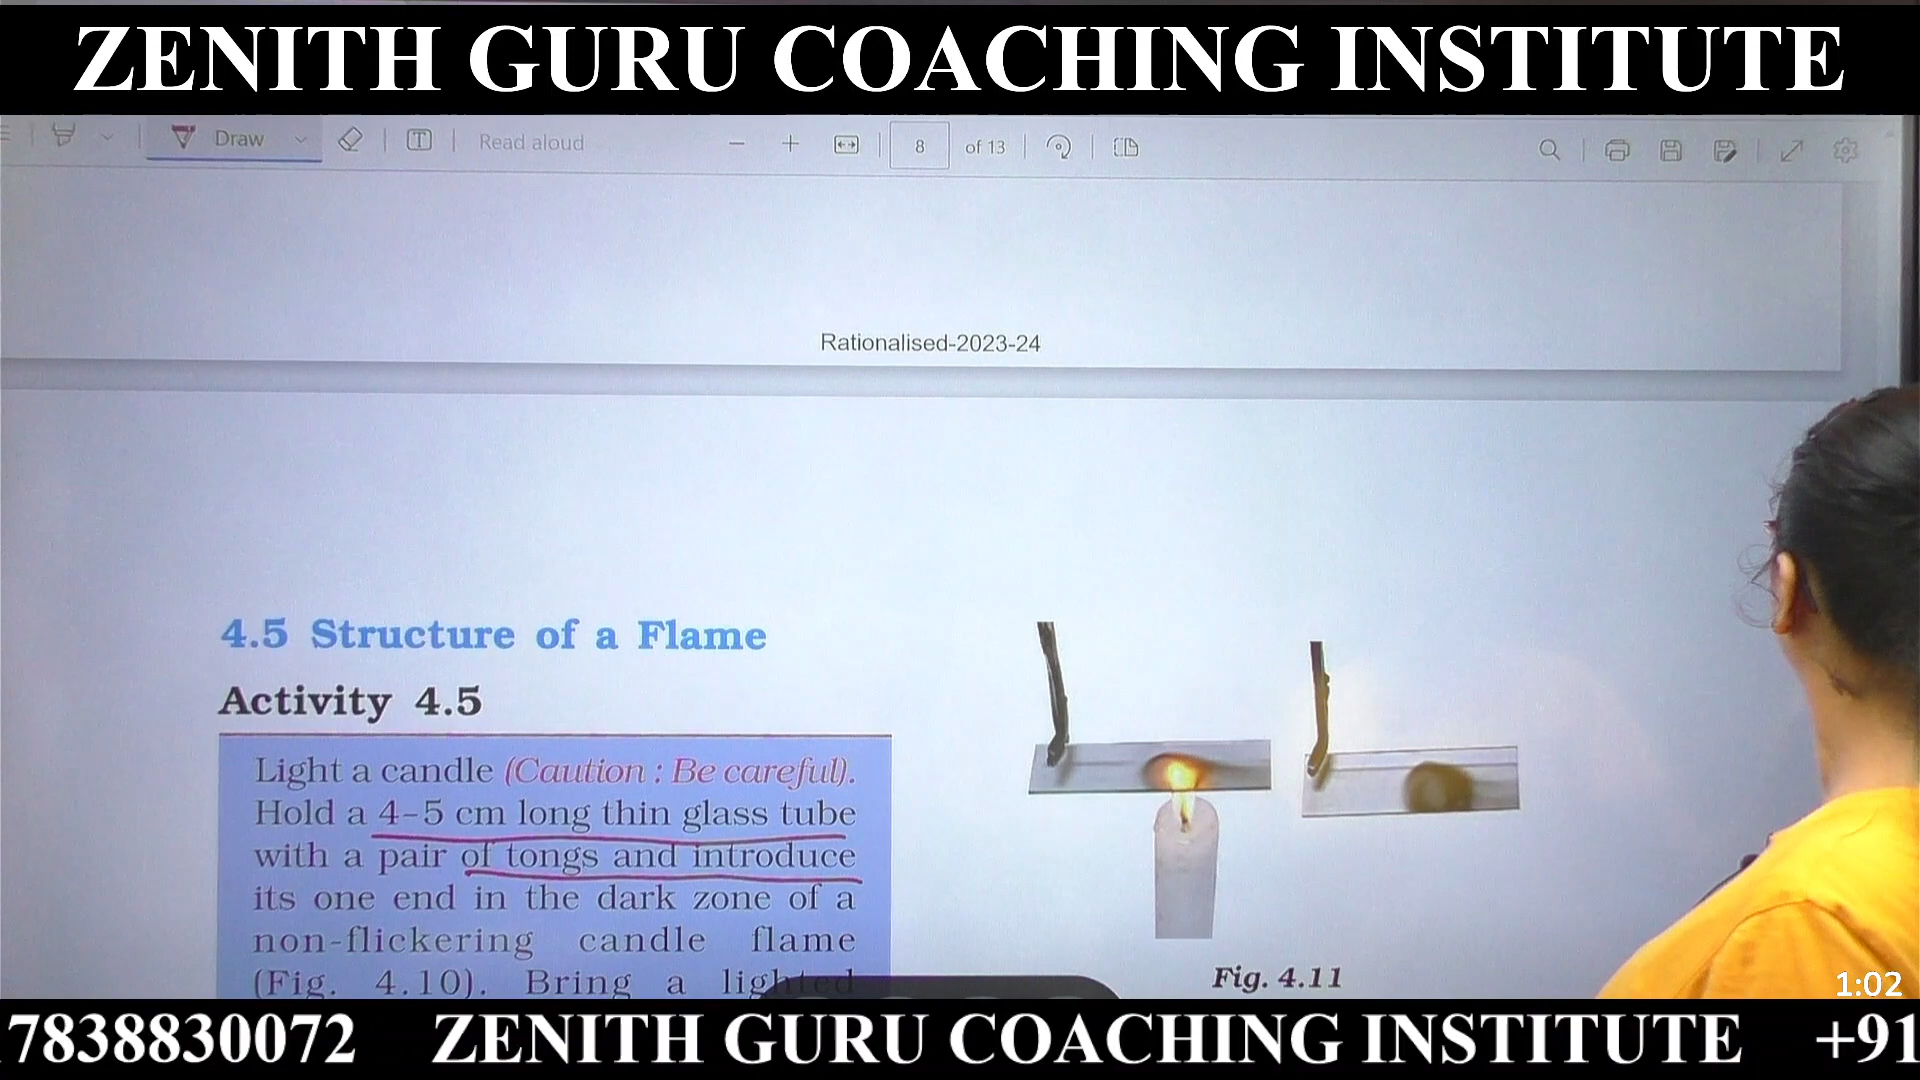 ZENITH GURU COACHING INSTITUTE
Draw
T
Read aloud
8 of 13
Rationalised-2023-24
4.5 Structure of a Flame
Activity 4.5
Light a candle (Caution : Be careful).
Hold a 4–5 cm long thin glass tube
with a pair of tongs and introduce
its one end in the dark zone of a
non-flickering candle flame
(Fig. 4.10). Bring a lighted
Fig. 4.11
1:02
7838830072 ZENITH GURU COACHING INSTITUTE +91